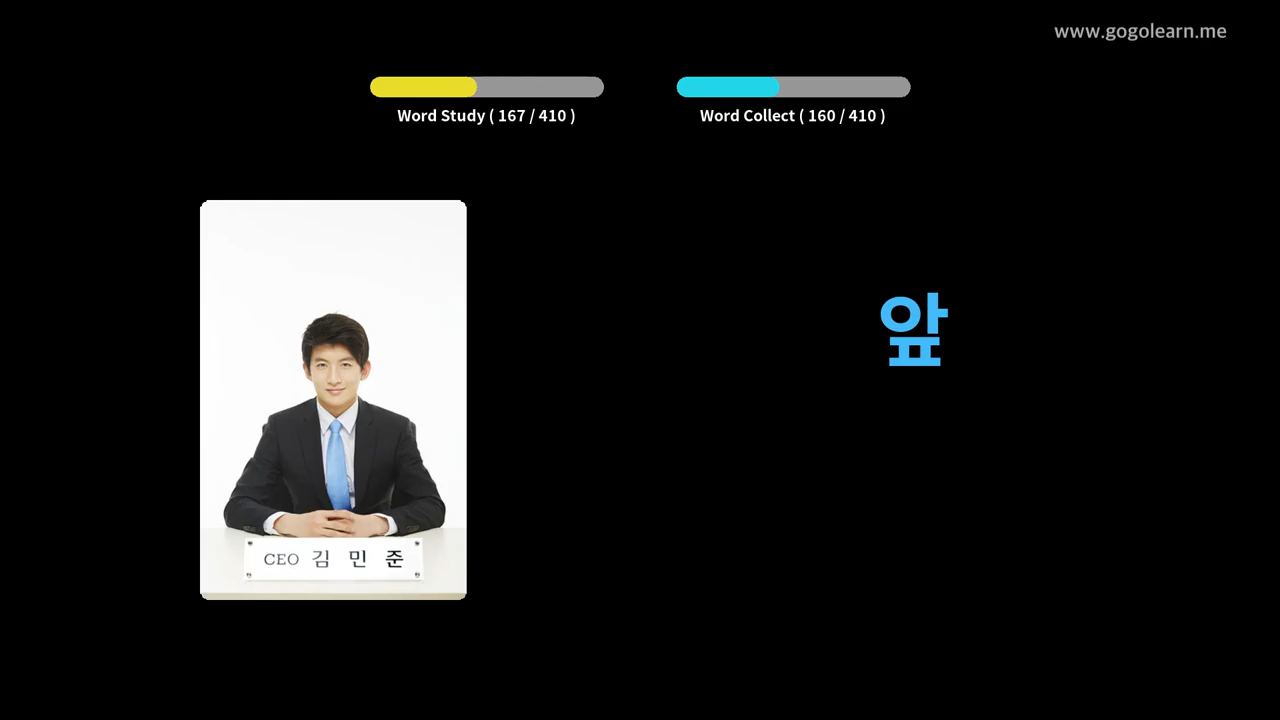 www.gogolearn.me
Word Study ( 167 / 410 )
Word Collect ( 160 / 410 )
앞
CEO 김 민 준